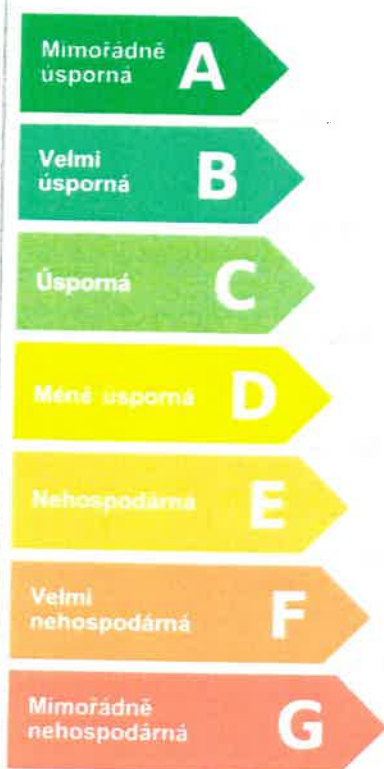 Mimořádně
úsporná A
Velmi
úsporná B
Úsporná C
Méně úsporná D
Nehospodárná E
Velmi
nehospodárná F
Mimořádně
nehospodárná G